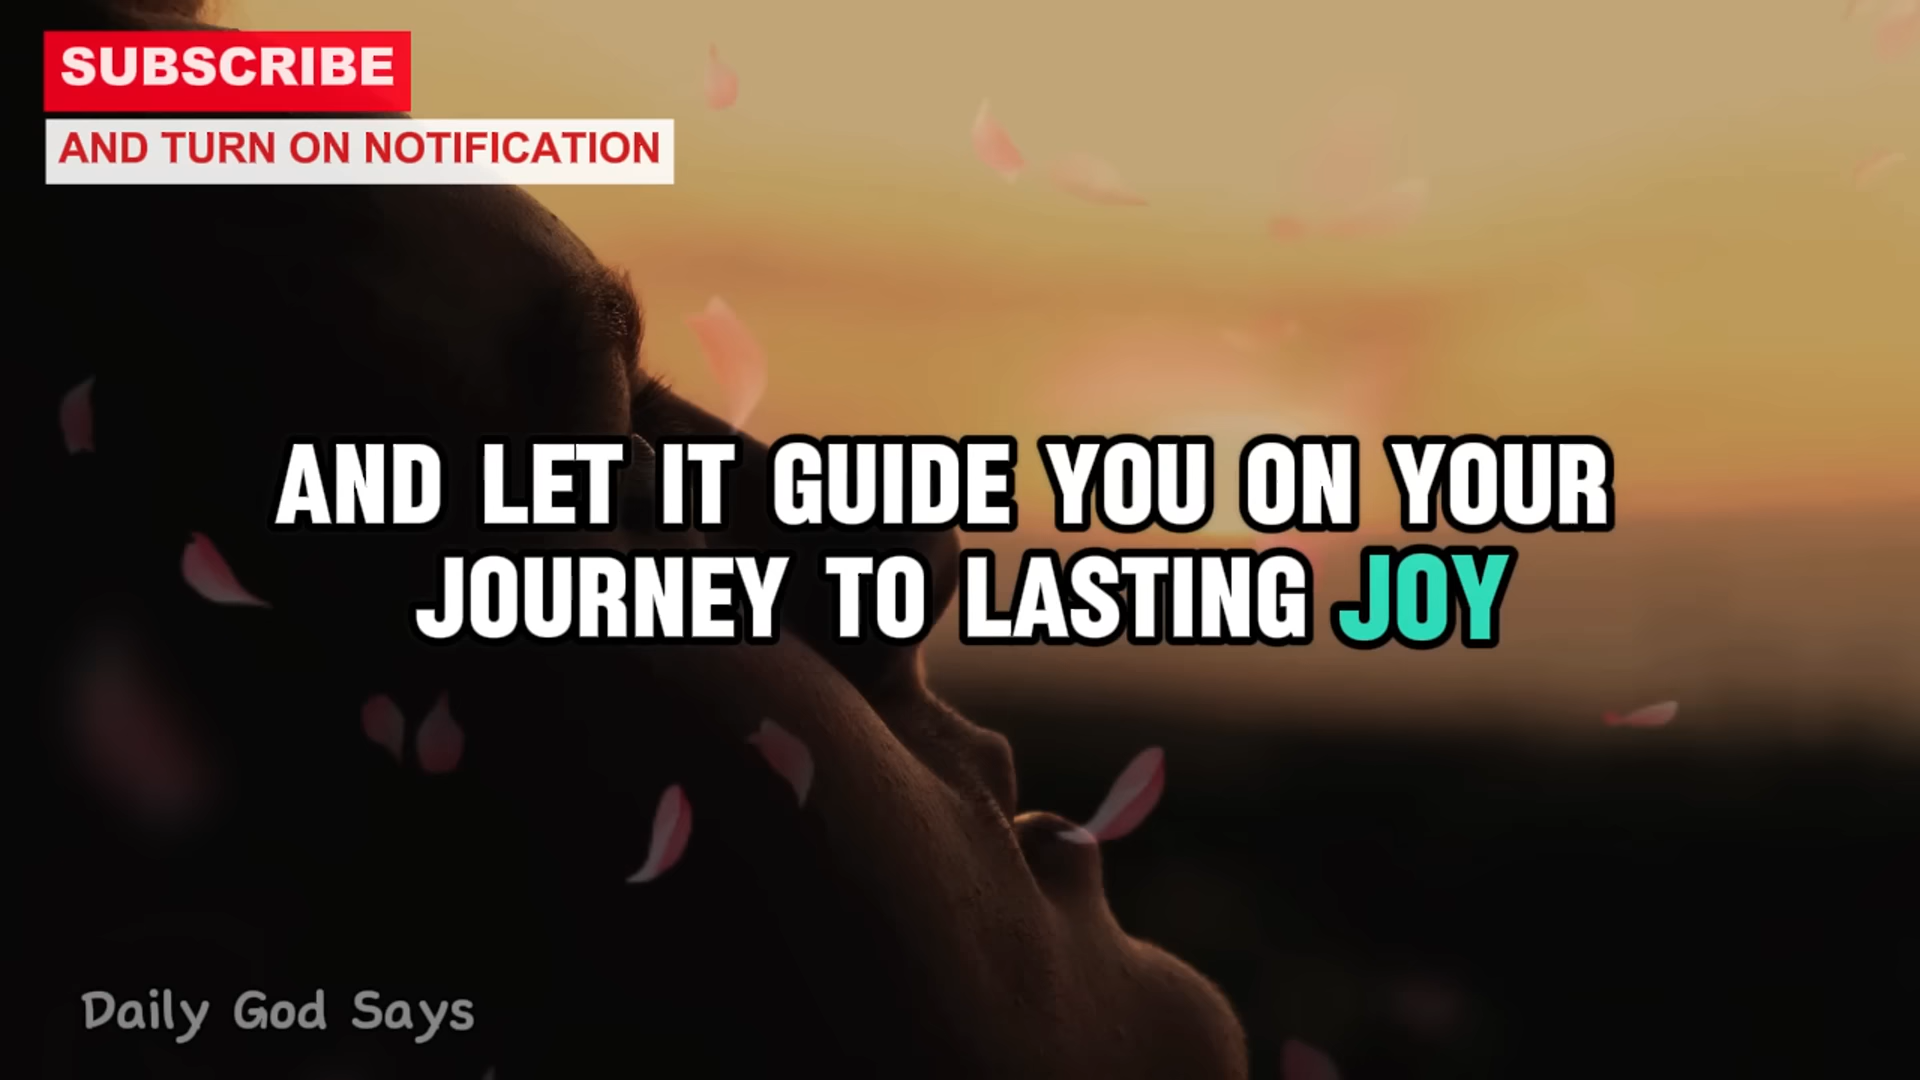 SUBSCRIBE
AND TURN ON NOTIFICATION
AND LET IT GUIDE YOU ON YOUR
JOURNEY TO LASTING JOY
Daily God Says